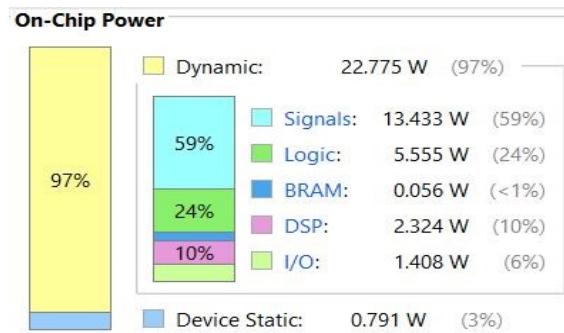 On-Chip Power
97%
Dynamic: 22.775 W (97%)
59%
24%
10%
Signals: 13.433 W (59%)
Logic: 5.555 W (24%)
BRAM: 0.056 W (<1%)
DSP: 2.324 W (10%)
I/O: 1.408 W (6%)
Device Static: 0.791 W (3%)